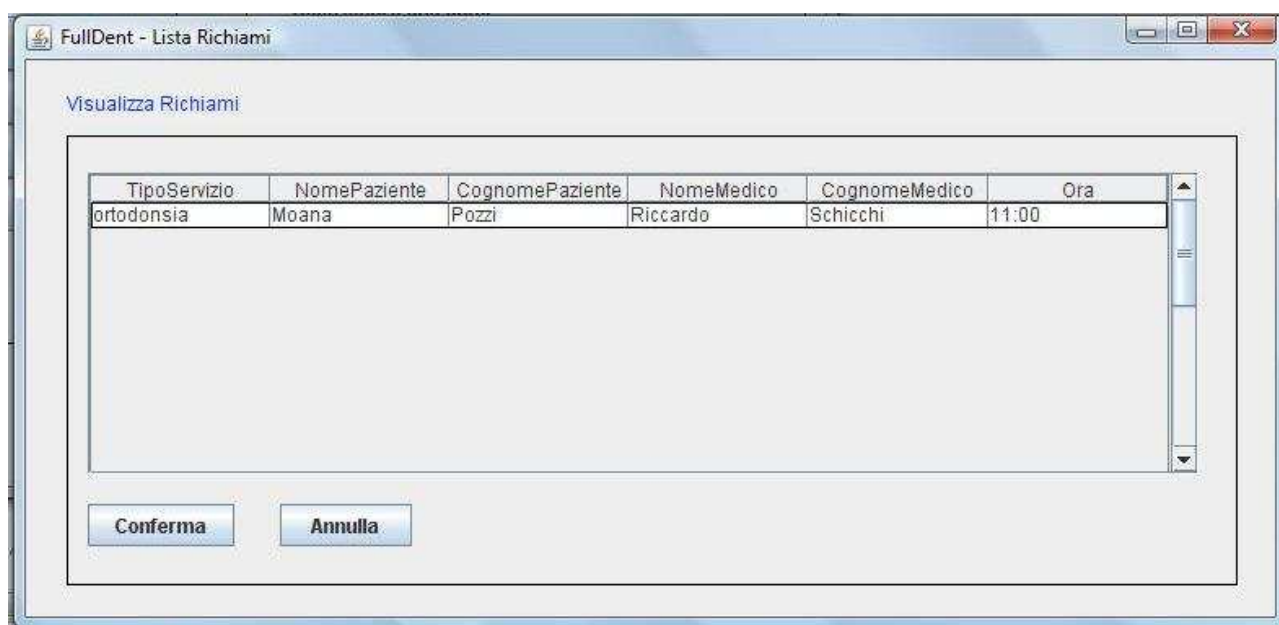 FullDent - Lista Richiami
Visualizza Richiami
TipoServizio NomePaziente CognomePaziente NomeMedico CognomeMedico Ora
ortodonsia Moana Pozzi Riccardo Schicchi 11:00
Conferma Annulla